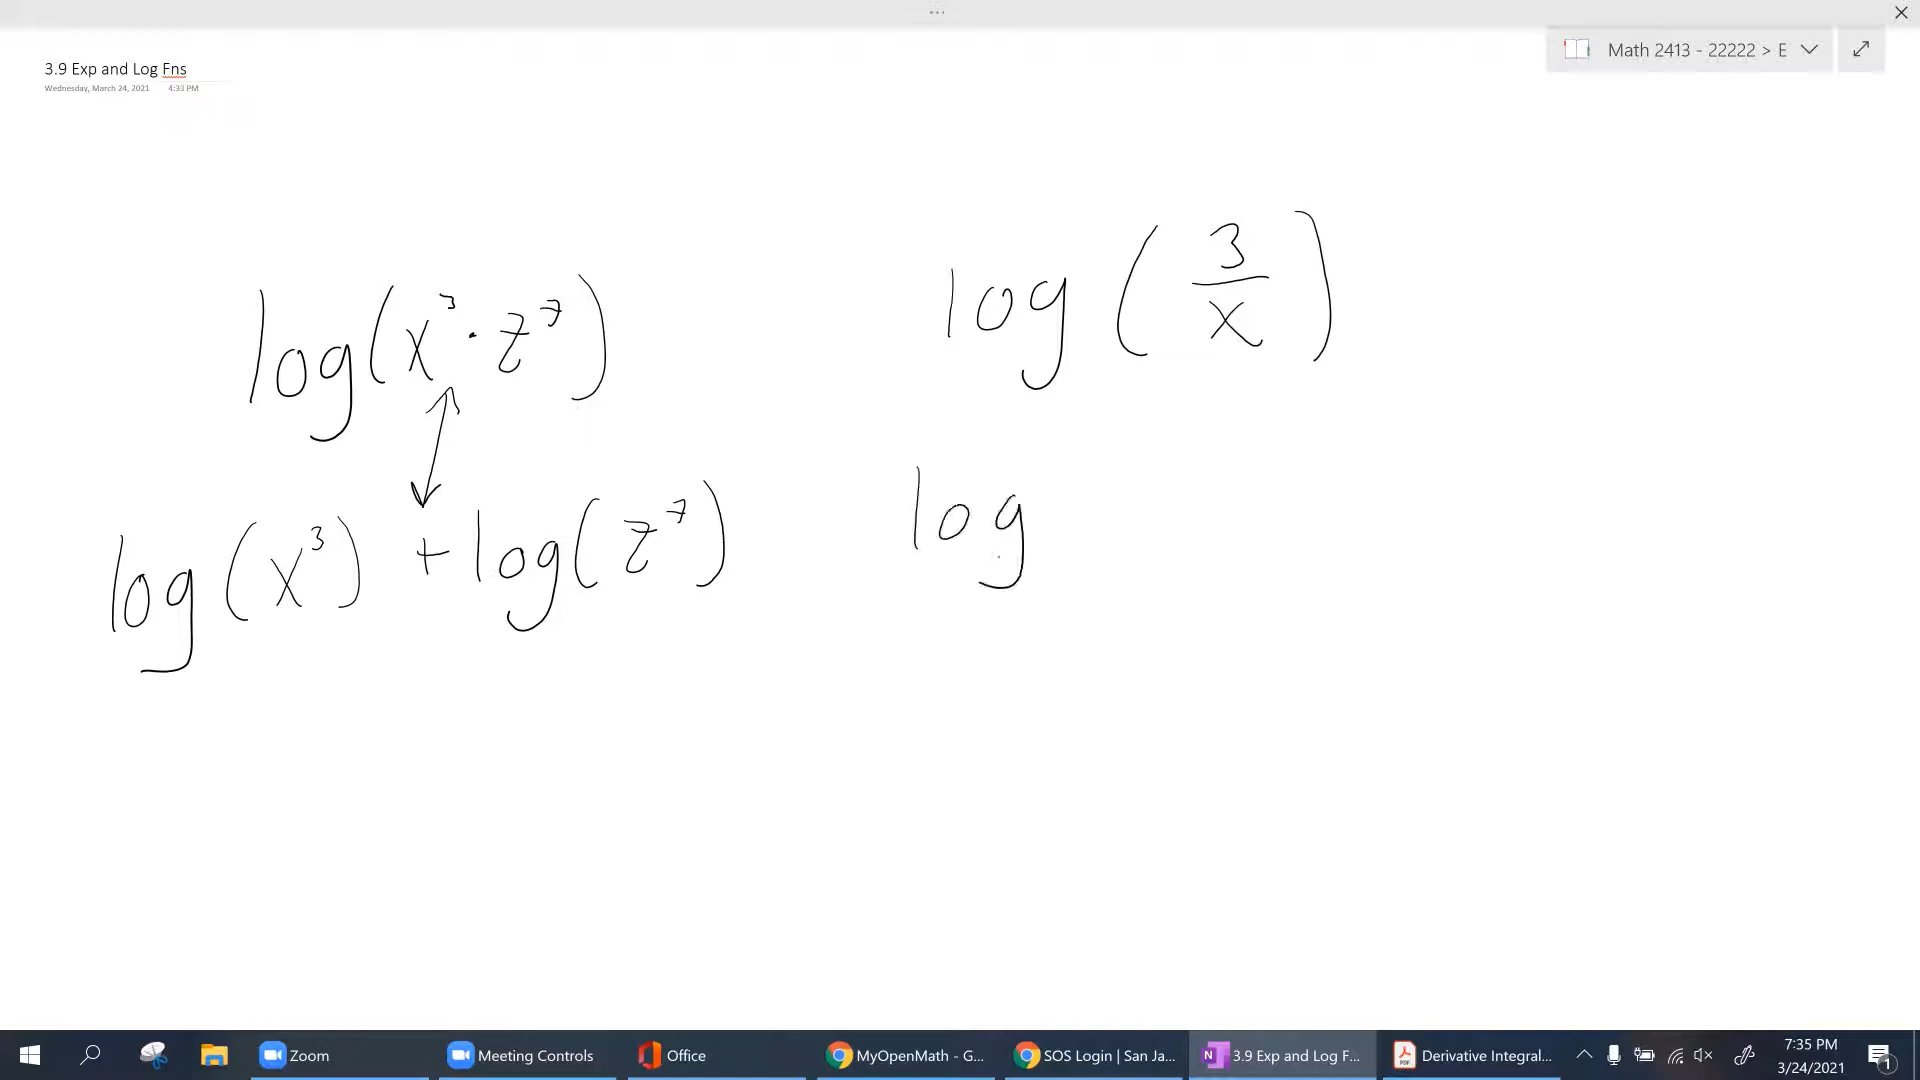 Math 2413 - 22222 > E
3.9 Exp and Log Fns
Wednesday, March 24, 2021 4:33 PM
log(x³·z⁷)
log(x³) + log(z⁷)
log(3/x)
log
Zoom
Meeting Controls
Office
MyOpenMath - G...
SOS Login | San Ja...
3.9 Exp and Log F...
Derivative Integral...
7:35 PM
3/24/2021
1